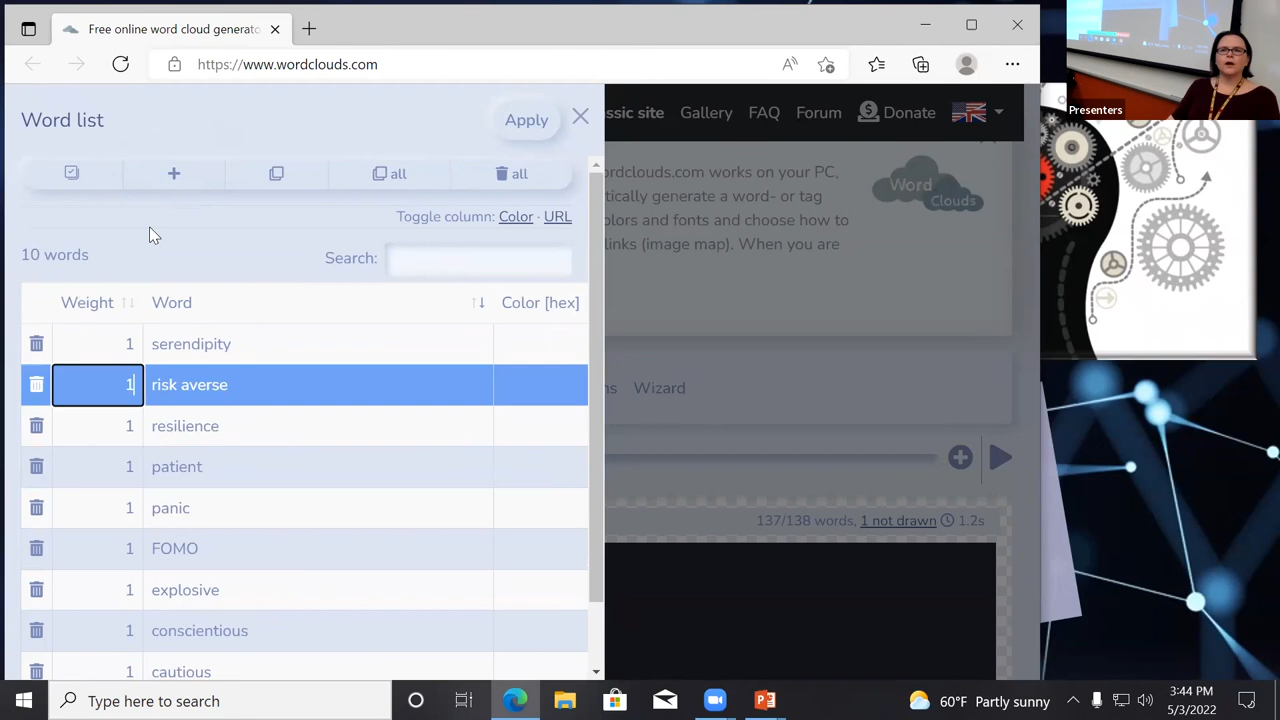 Free online word cloud generato
https://www.wordclouds.com
Word list
Apply
ssic site
Gallery
FAQ
Forum
Donate
all
all
Toggle column: Color · URL
10 words
Search:
Weight
Word
Color [hex]
1 serendipity
1 risk averse
1 resilience
1 patient
1 panic
1 FOMO
1 explosive
1 conscientious
1 cautious
rdclouds.com works on your PC,
tically generate a word- or tag
olors and fonts and choose how to
links (image map). When you are
Word
Clouds
ns
Wizard
137/138 words, 1 not drawn 1.2s
Presenters
Type here to search
60°F Partly sunny
3:44 PM
5/3/2022